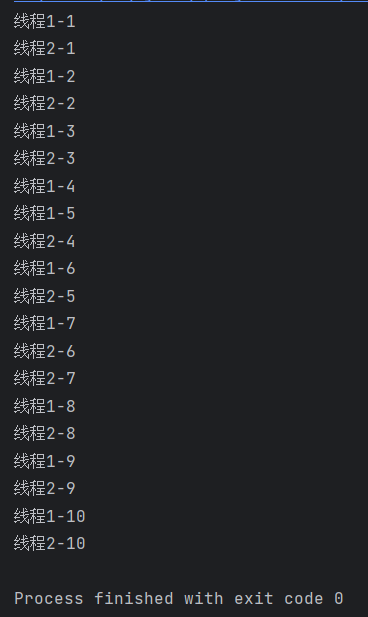 线程1-1
线程2-1
线程1-2
线程2-2
线程1-3
线程2-3
线程1-4
线程1-5
线程2-4
线程1-6
线程2-5
线程1-7
线程2-6
线程2-7
线程1-8
线程2-8
线程1-9
线程2-9
线程1-10
线程2-10
Process finished with exit code 0